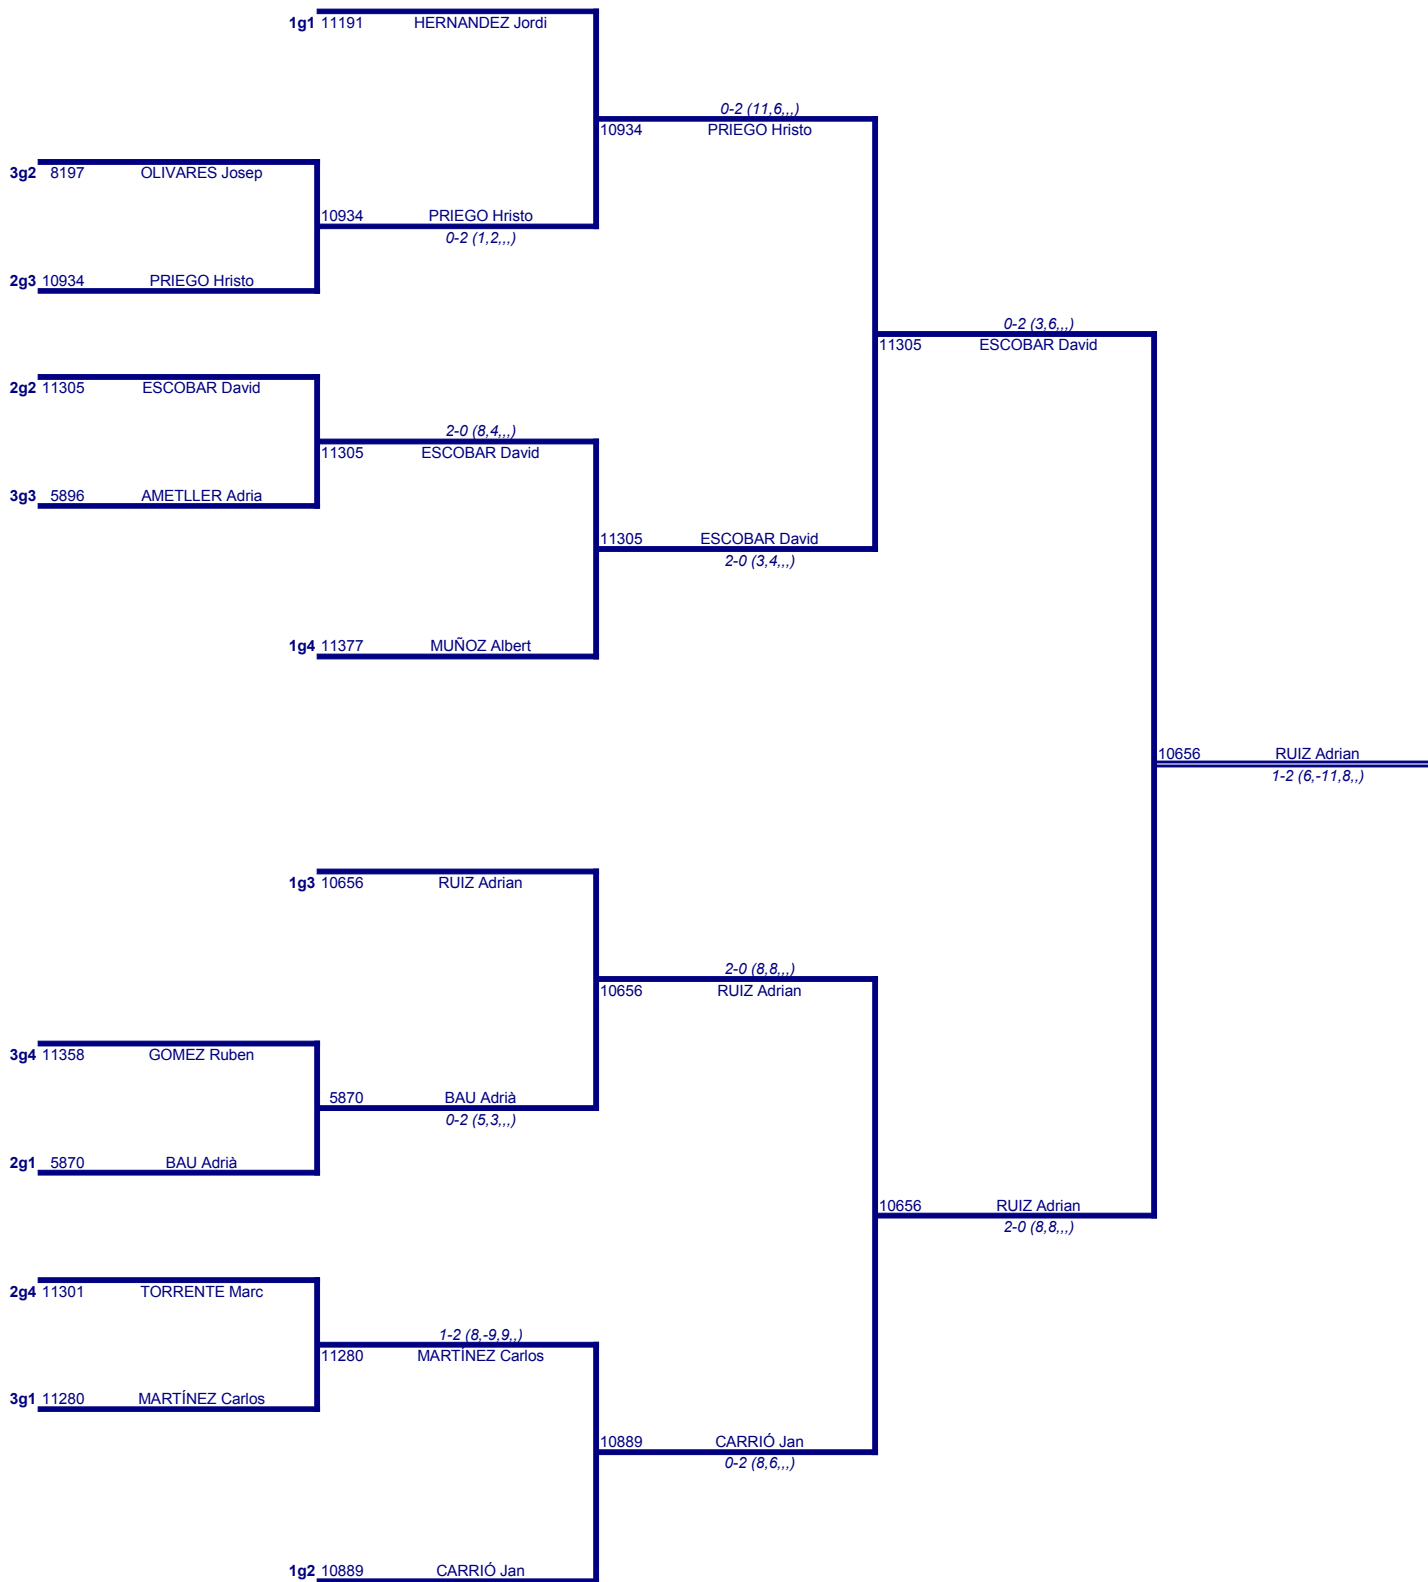 1g1 11191 HERNANDEZ Jordi
0-2 (11,6,,,)
10934 PRIEGO Hristo
3g2 8197 OLIVARES Josep
10934 PRIEGO Hristo
0-2 (1,2,,,)
2g3 10934 PRIEGO Hristo
0-2 (3,6,,,)
11305 ESCOBAR David
2g2 11305 ESCOBAR David
2-0 (8,4,,,)
11305 ESCOBAR David
3g3 5896 AMETLLER Adria
11305 ESCOBAR David
2-0 (3,4,,,)
1g4 11377 MUÑOZ Albert
10656 RUIZ Adrian
1-2 (6,-11,8,,)
1g3 10656 RUIZ Adrian
2-0 (8,8,,,)
10656 RUIZ Adrian
3g4 11358 GOMEZ Ruben
5870 BAU Adrià
0-2 (5,3,,,)
2g1 5870 BAU Adrià
10656 RUIZ Adrian
2-0 (8,8,,,)
2g4 11301 TORRENTE Marc
1-2 (8,-9,9,,)
11280 MARTÍNEZ Carlos
3g1 11280 MARTÍNEZ Carlos
10889 CARRIÓ Jan
0-2 (8,6,,,)
1g2 10889 CARRIÓ Jan